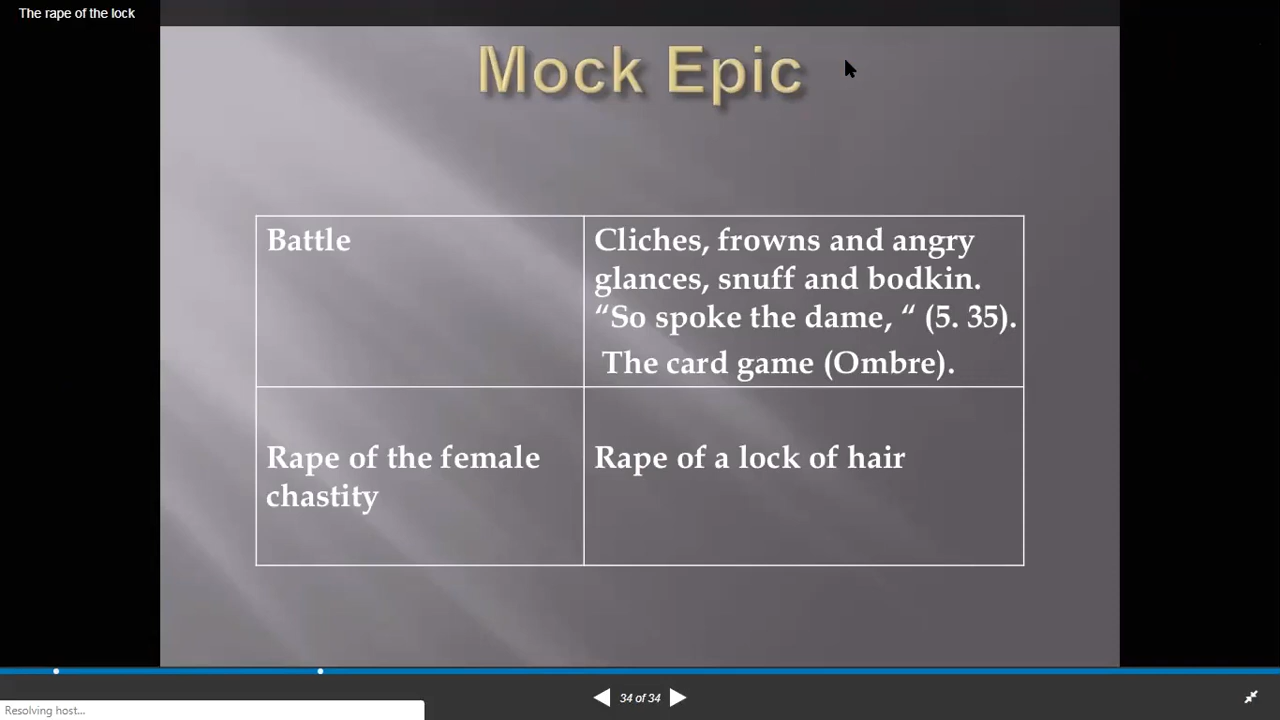 The rape of the lock
Mock Epic
Battle
Cliches, frowns and angry
glances, snuff and bodkin.
“So spoke the dame, “ (5. 35).
The card game (Ombre).
Rape of the female
chastity
Rape of a lock of hair
34 of 34
Resolving host...